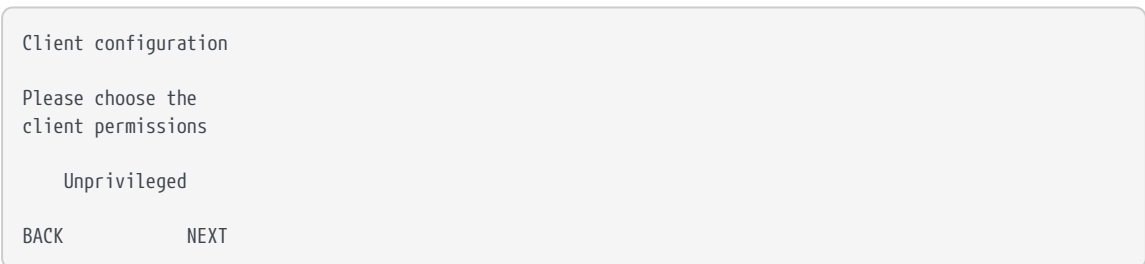 Client configuration
Please choose the
client permissions
Unprivileged
BACK NEXT